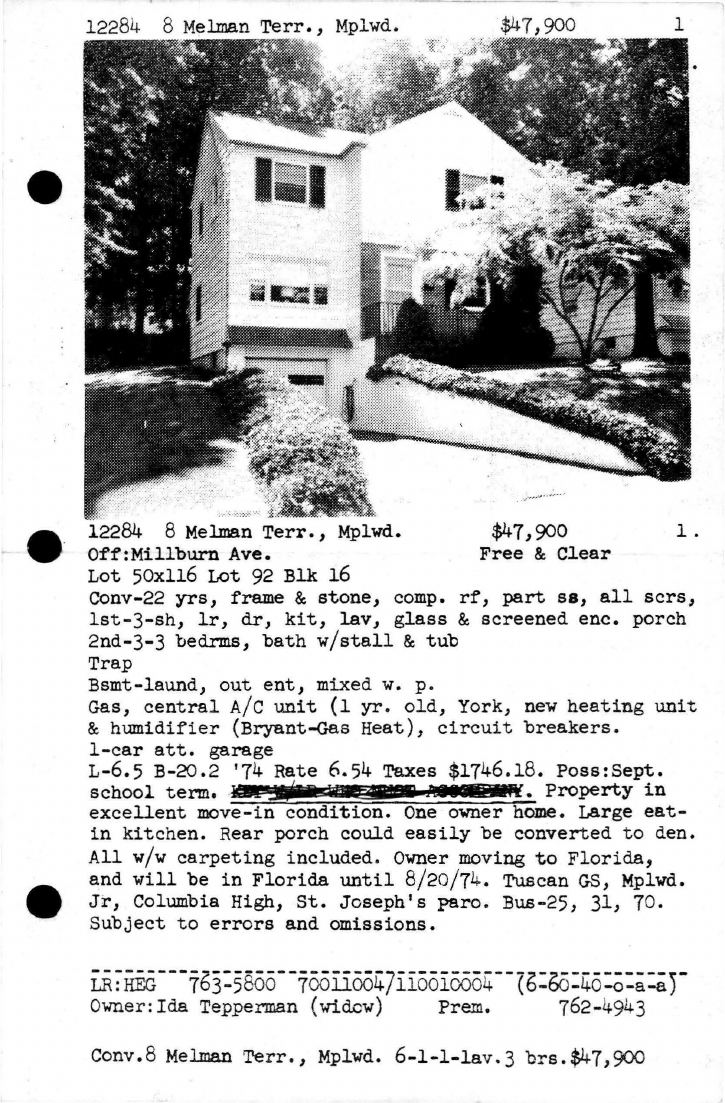 12284 8 Melman Terr., Mplwd. $47,900 1
12284 8 Melman Terr., Mplwd. $47,900 1.
Off:Millburn Ave. Free & Clear
Lot 50x116 Lot 92 Blk 16
Conv-22 yrs, frame & stone, comp. rf, part ss, all scrs,
1st-3-sh, lr, dr, kit, lav, glass & screened enc. porch
2nd-3-3 bedrms, bath w/stall & tub
Trap
Bsmt-laund, out ent, mixed w. p.
Gas, central A/C unit (1 yr. old, York, new heating unit
& humidifier (Bryant-Gas Heat), circuit breakers.
1-car att. garage
L-6.5 B-20.2 '74 Rate 6.54 Taxes $1746.18. Poss:Sept.
school term. Property in
excellent move-in condition. One owner home. Large eat-
in kitchen. Rear porch could easily be converted to den.
All w/w carpeting included. Owner moving to Florida,
and will be in Florida until 8/20/74. Tuscan GS, Mplwd.
Jr, Columbia High, St. Joseph's paro. Bus-25, 31, 70.
Subject to errors and omissions.
LR:HEG 763-5800 70011004/110010004 (6-60-40-o-a-a)
Owner:Ida Tepperman (widow) Prem. 762-4943
Conv.8 Melman Terr., Mplwd. 6-1-1-lav.3 brs.$47,900